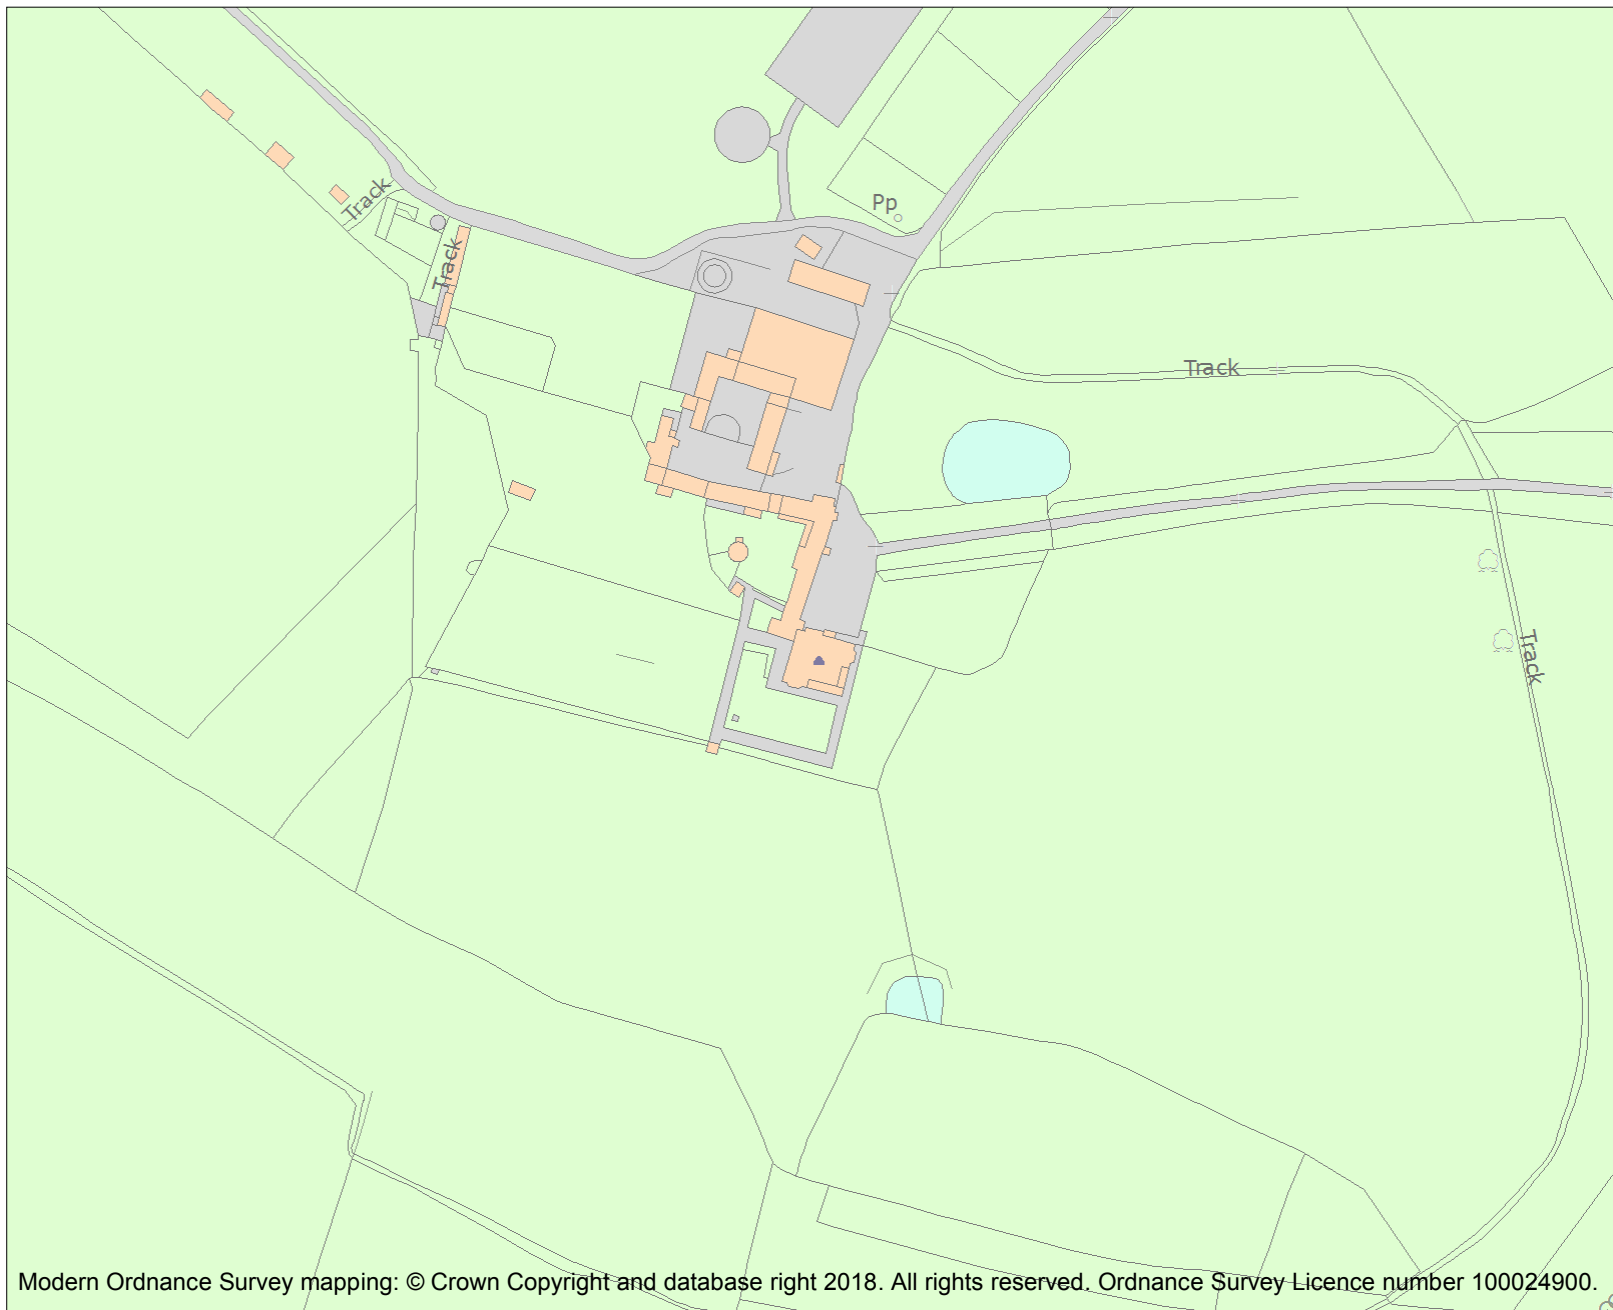 Track
Pp
Track
Track
Track
Modern Ordnance Survey mapping: © Crown Copyright and database right 2018. All rights reserved. Ordnance Survey Licence number 100024900.